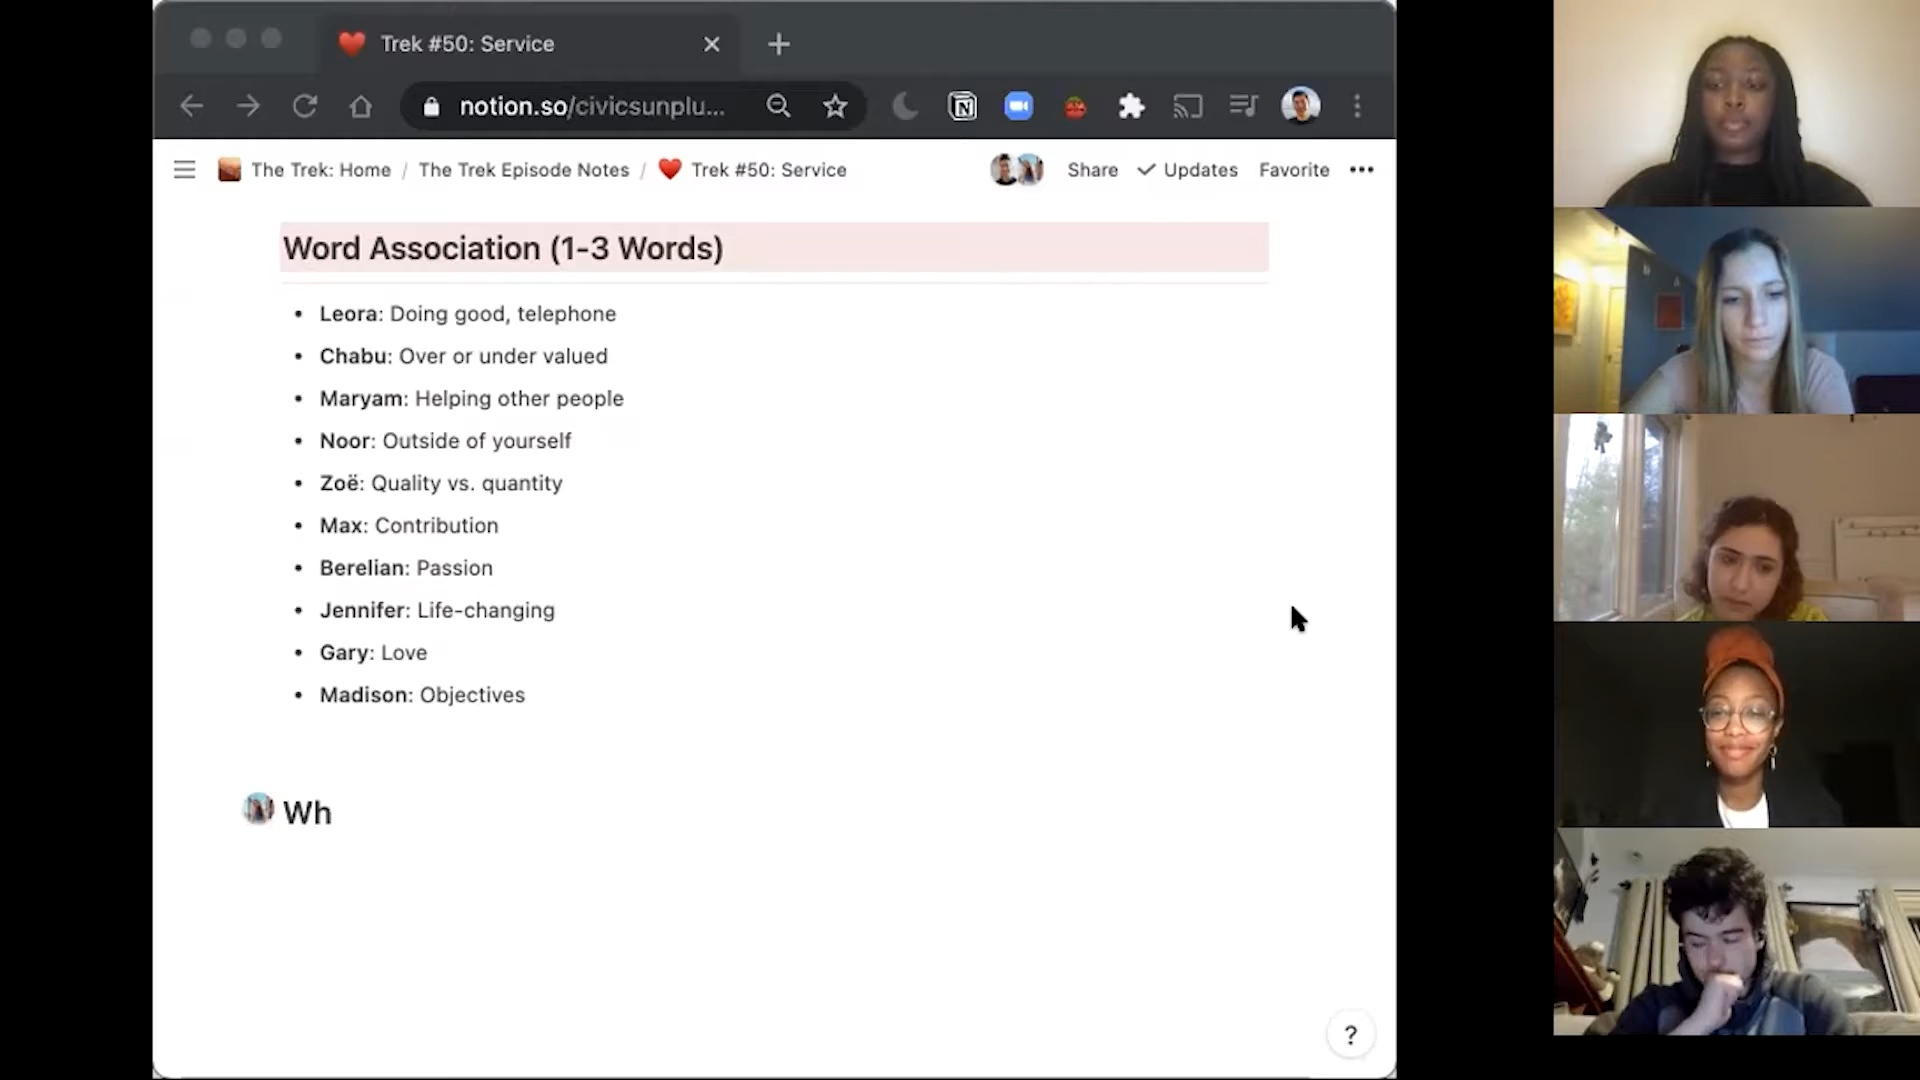 Trek #50: Service
notion.so/civicsunplu...
The Trek: Home / The Trek Episode Notes / Trek #50: Service
Share Updates Favorite
Word Association (1-3 Words)
• Leora: Doing good, telephone
• Chabu: Over or under valued
• Maryam: Helping other people
• Noor: Outside of yourself
• Zoë: Quality vs. quantity
• Max: Contribution
• Berelian: Passion
• Jennifer: Life-changing
• Gary: Love
• Madison: Objectives
Wh
?